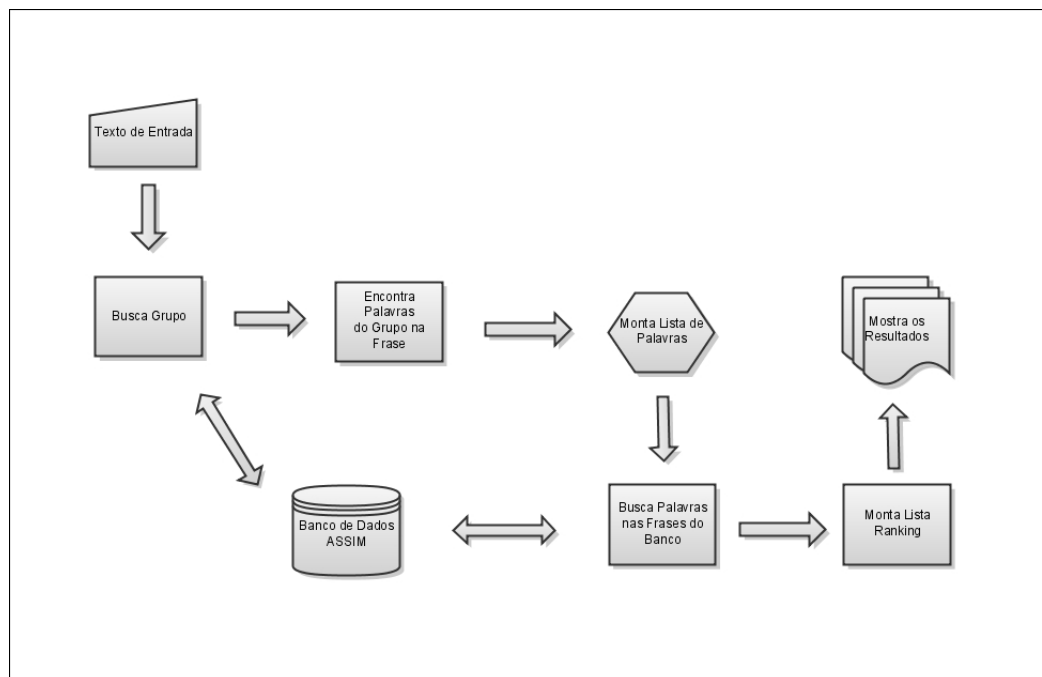 Texto de Entrada
Busca Grupo
Encontra
Palavras
do Grupo na
Frase
Monta Lista de
Palavras
Mostra os
Resultados
Banco de Dados
ASSIM
Busca Palavras
nas Frases do
Banco
Monta Lista
Ranking